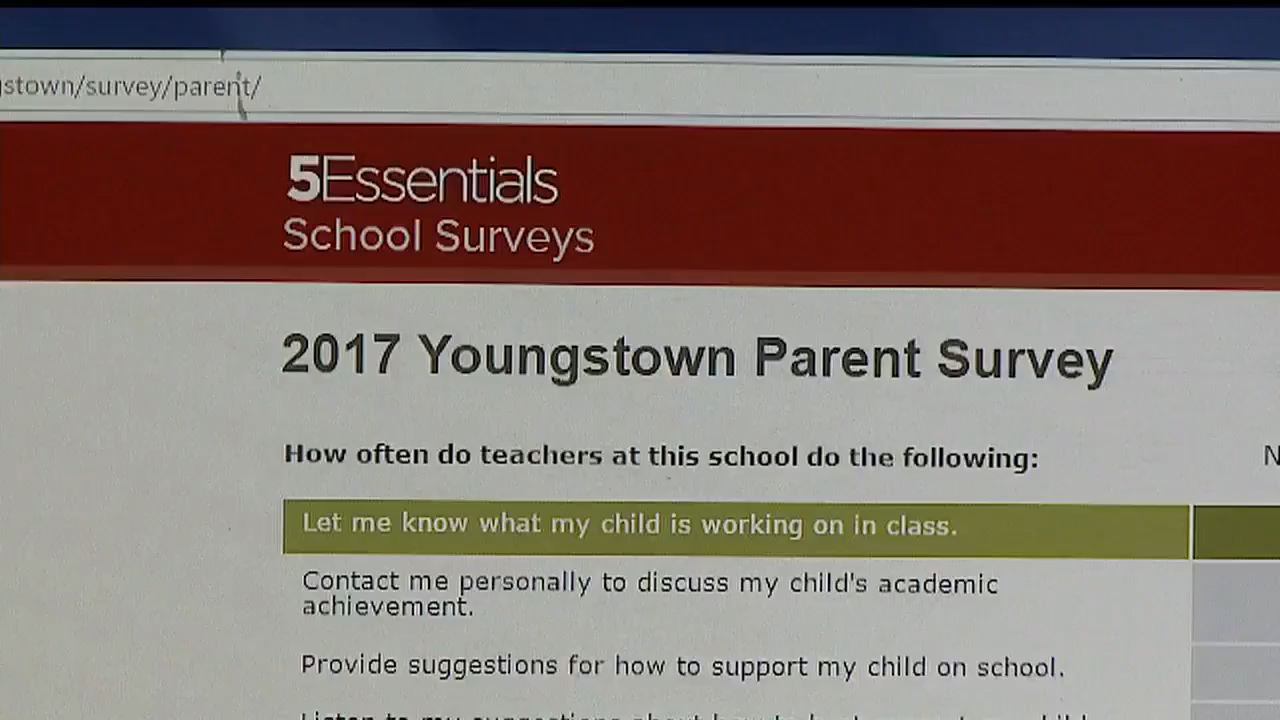 stown/survey/parent/
5Essentials
School Surveys
2017 Youngstown Parent Survey
How often do teachers at this school do the following:
N
Let me know what my child is working on in class.
Contact me personally to discuss my child's academic
achievement.
Provide suggestions for how to support my child on school.